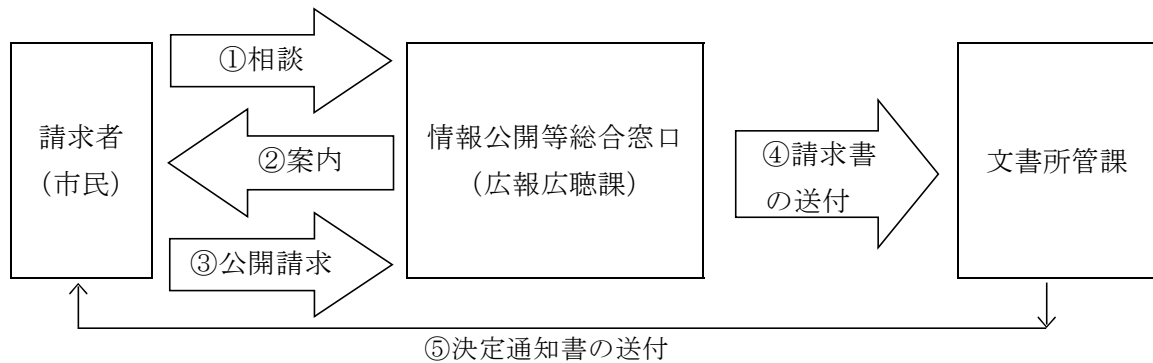 請求者
（市民）
①相談
②案内
③公開請求
情報公開等総合窓口
（広報広聴課）
④請求書
の送付
文書所管課
⑤決定通知書の送付